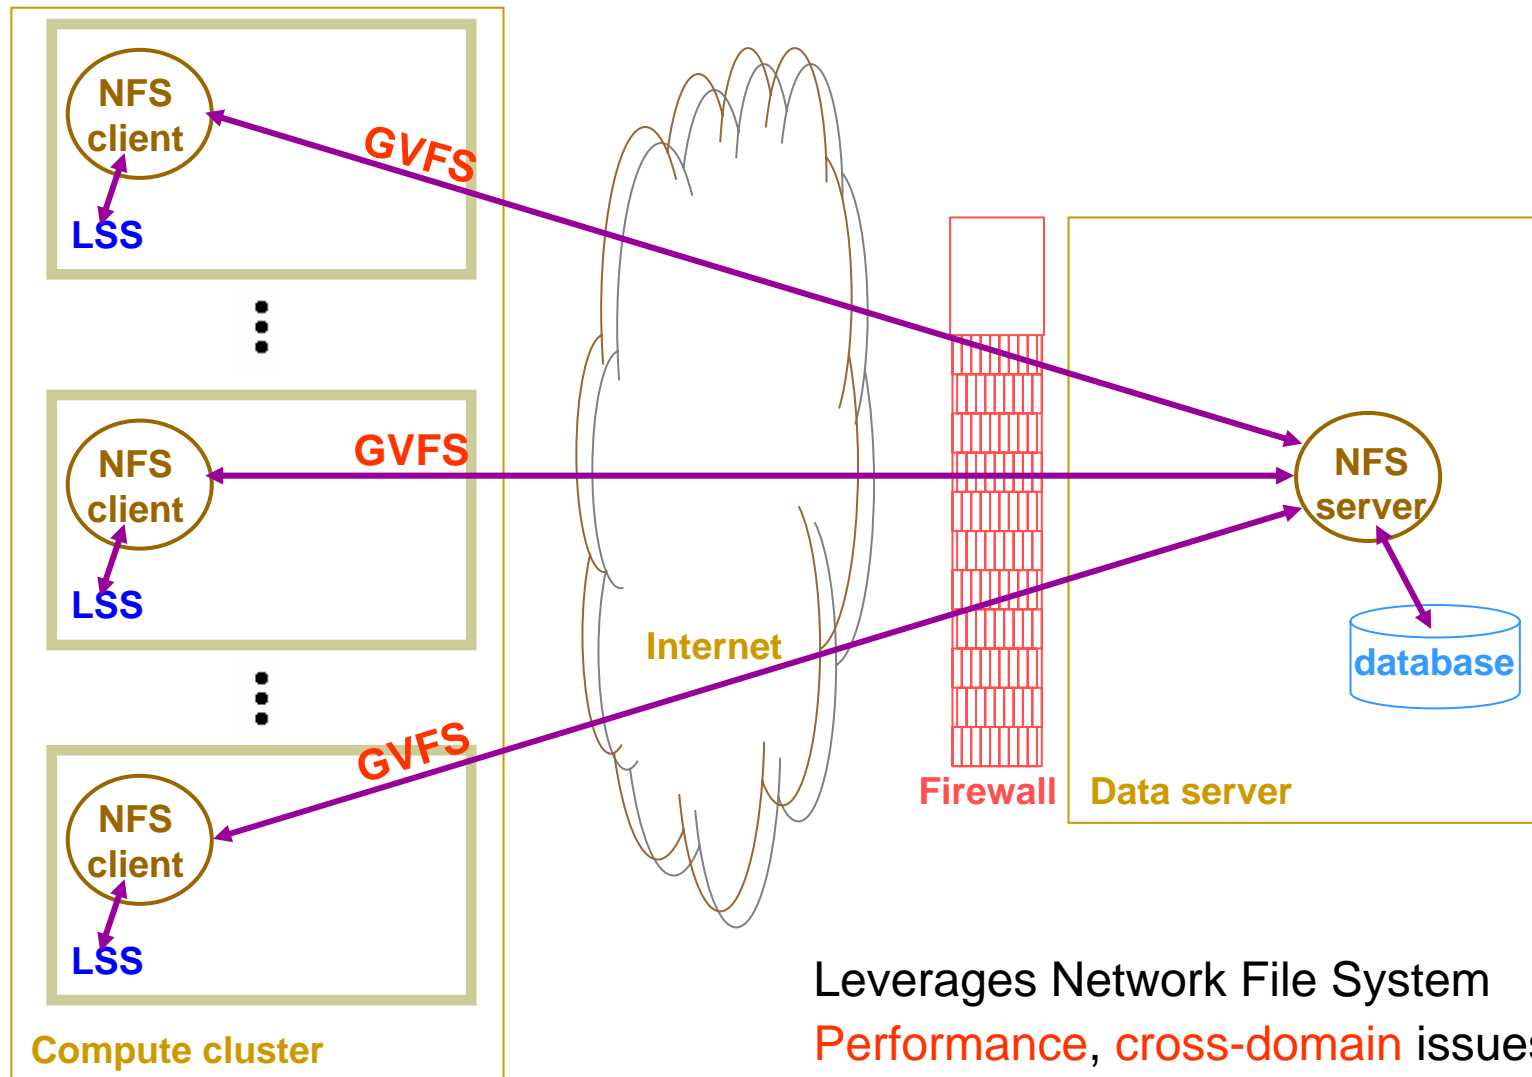 NFS
client
GVFS
LSS
NFS
client
GVFS
LSS
NFS
server
database
Internet
GVFS
NFS
client
LSS
Firewall
Data server
Compute cluster
Leverages Network File System
Performance, cross-domain issues